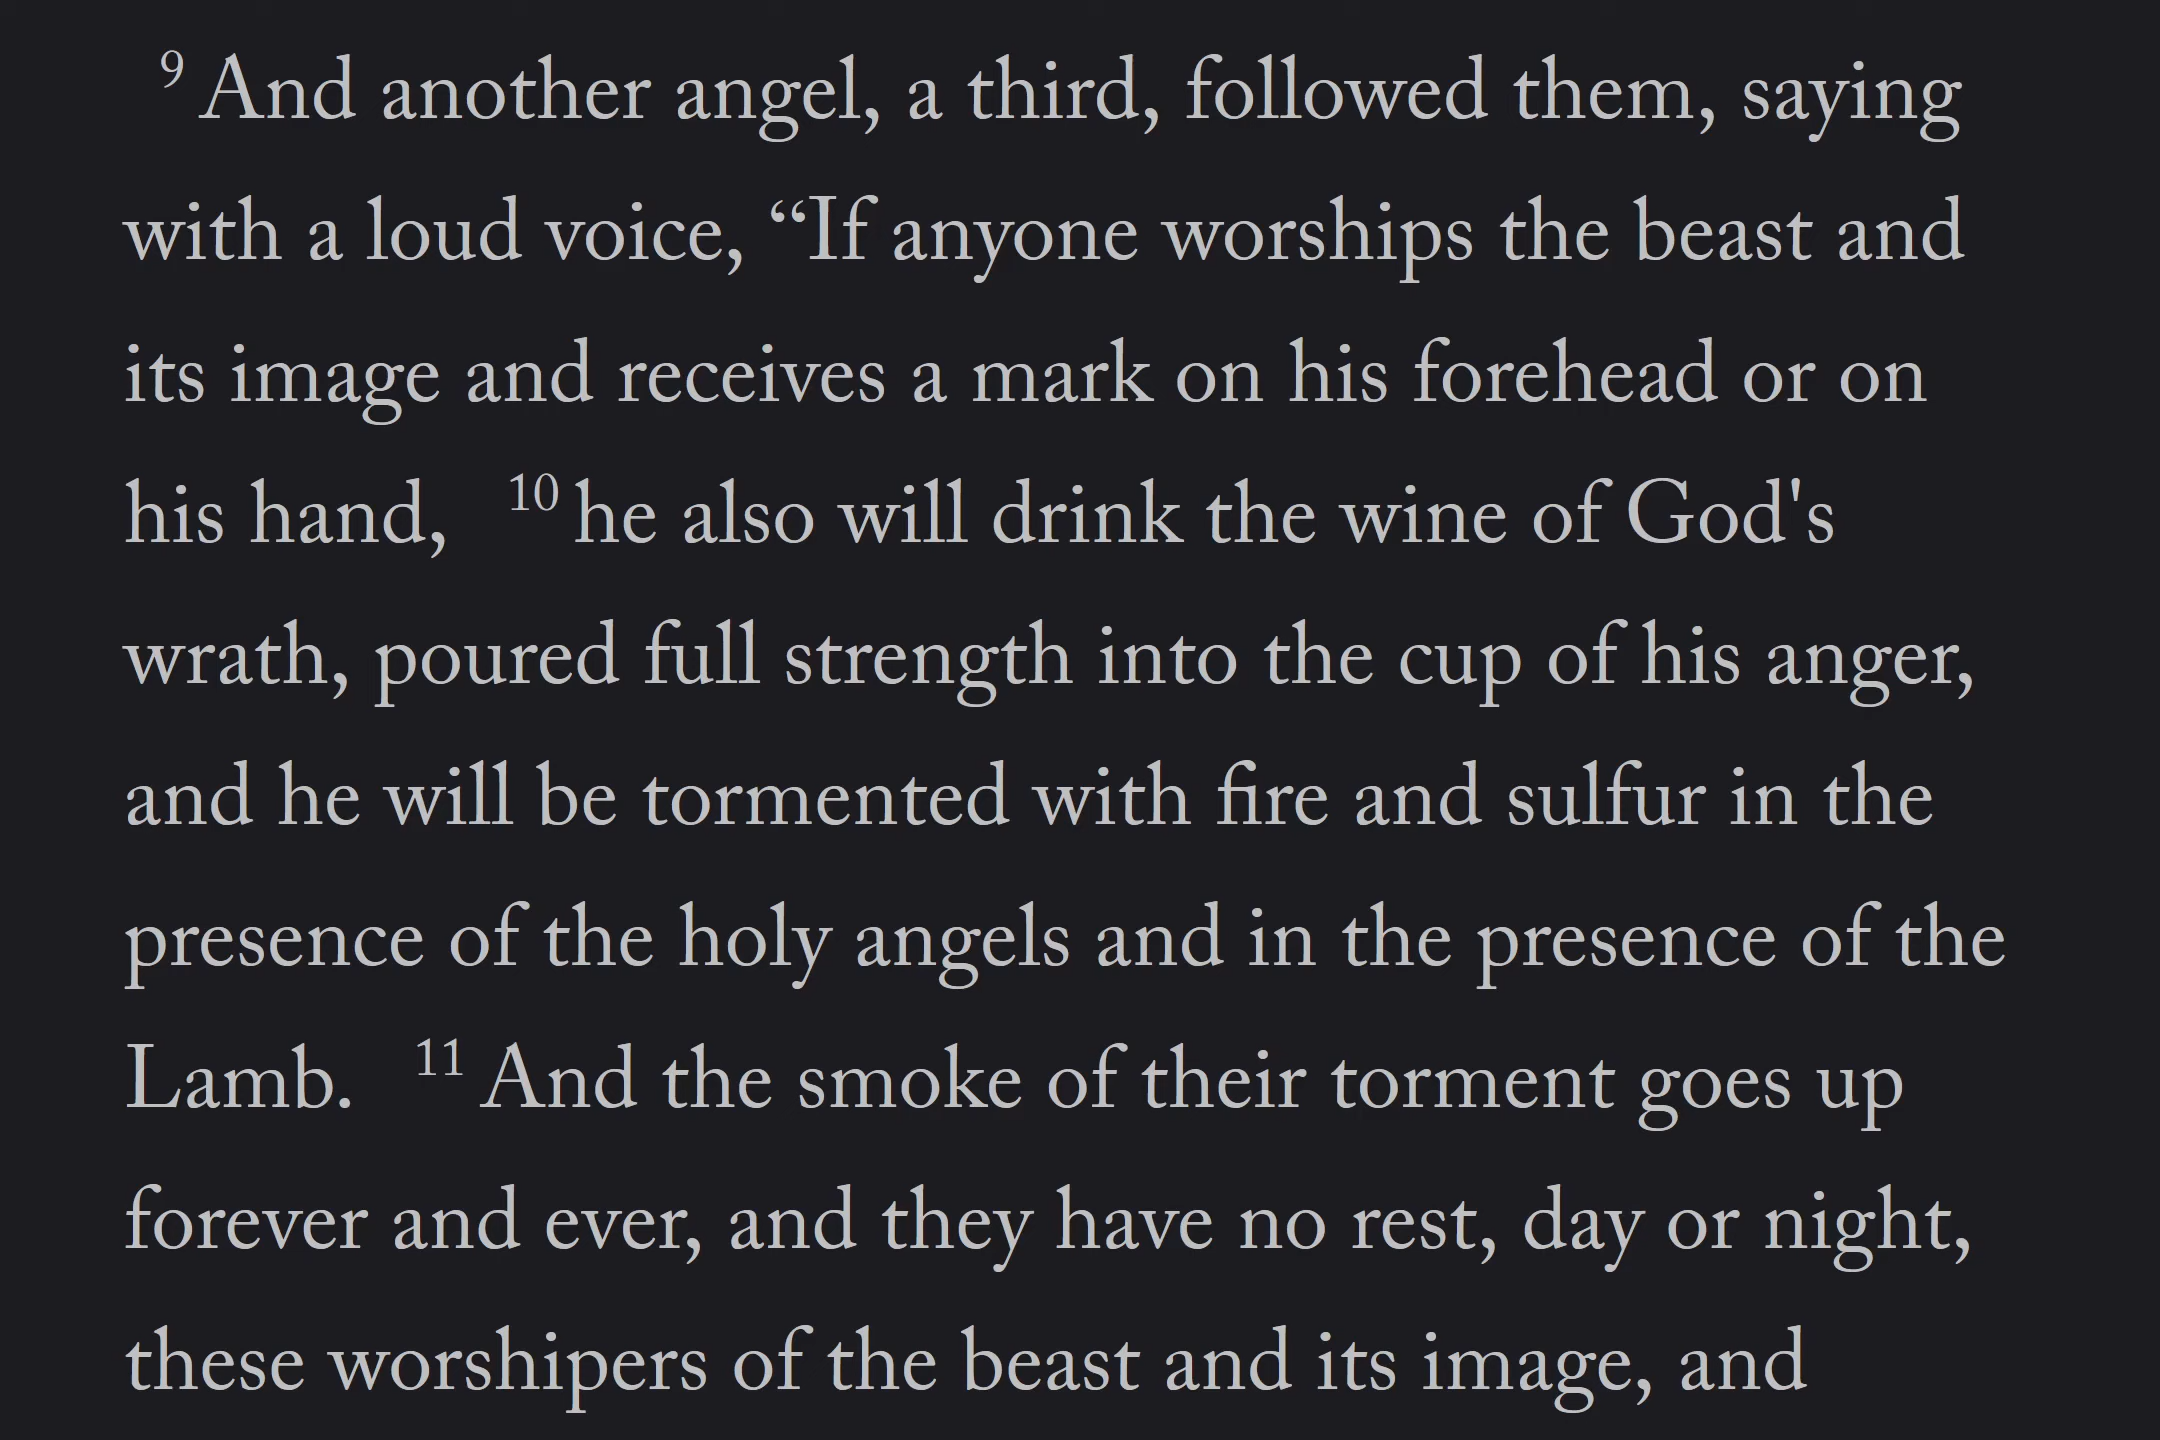 9 And another angel, a third, followed them, saying
with a loud voice, “If anyone worships the beast and
its image and receives a mark on his forehead or on
his hand, 10 he also will drink the wine of God's
wrath, poured full strength into the cup of his anger,
and he will be tormented with fire and sulfur in the
presence of the holy angels and in the presence of the
Lamb. 11 And the smoke of their torment goes up
forever and ever, and they have no rest, day or night,
these worshipers of the beast and its image, and